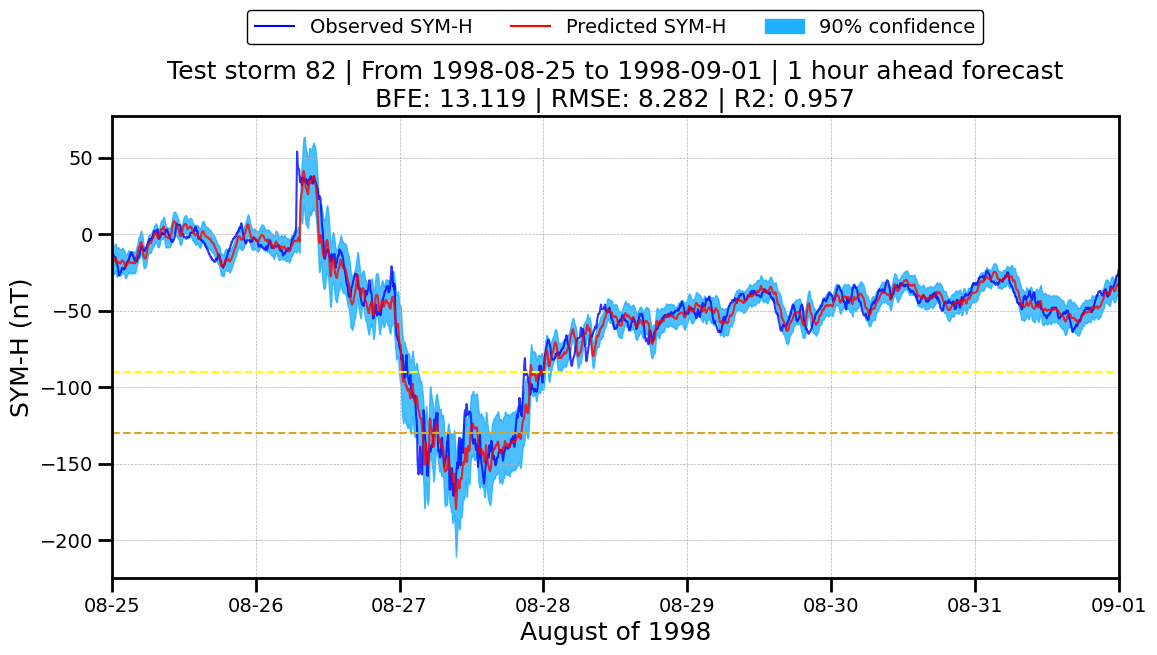 Observed SYM-H Predicted SYM-H 90% confidence
Test storm 82 | From 1998-08-25 to 1998-09-01 | 1 hour ahead forecast
BFE: 13.119 | RMSE: 8.282 | R2: 0.957
SYM-H (nT)
50
0
−50
−100
−150
−200
08-25 08-26 08-27 08-28 08-29 08-30 08-31 09-01
August of 1998